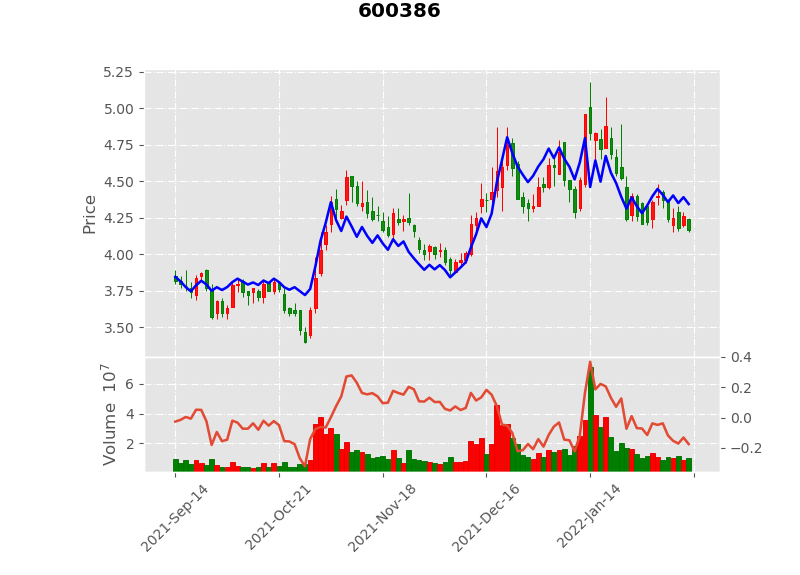 600386
5.25
5.00
4.75
4.50
4.25
4.00
3.75
3.50
Price
0.4
0.2
0.0
−0.2
6
4
2
Volume 10^7
2021-Sep-14
2021-Oct-21
2021-Nov-18
2021-Dec-16
2022-Jan-14